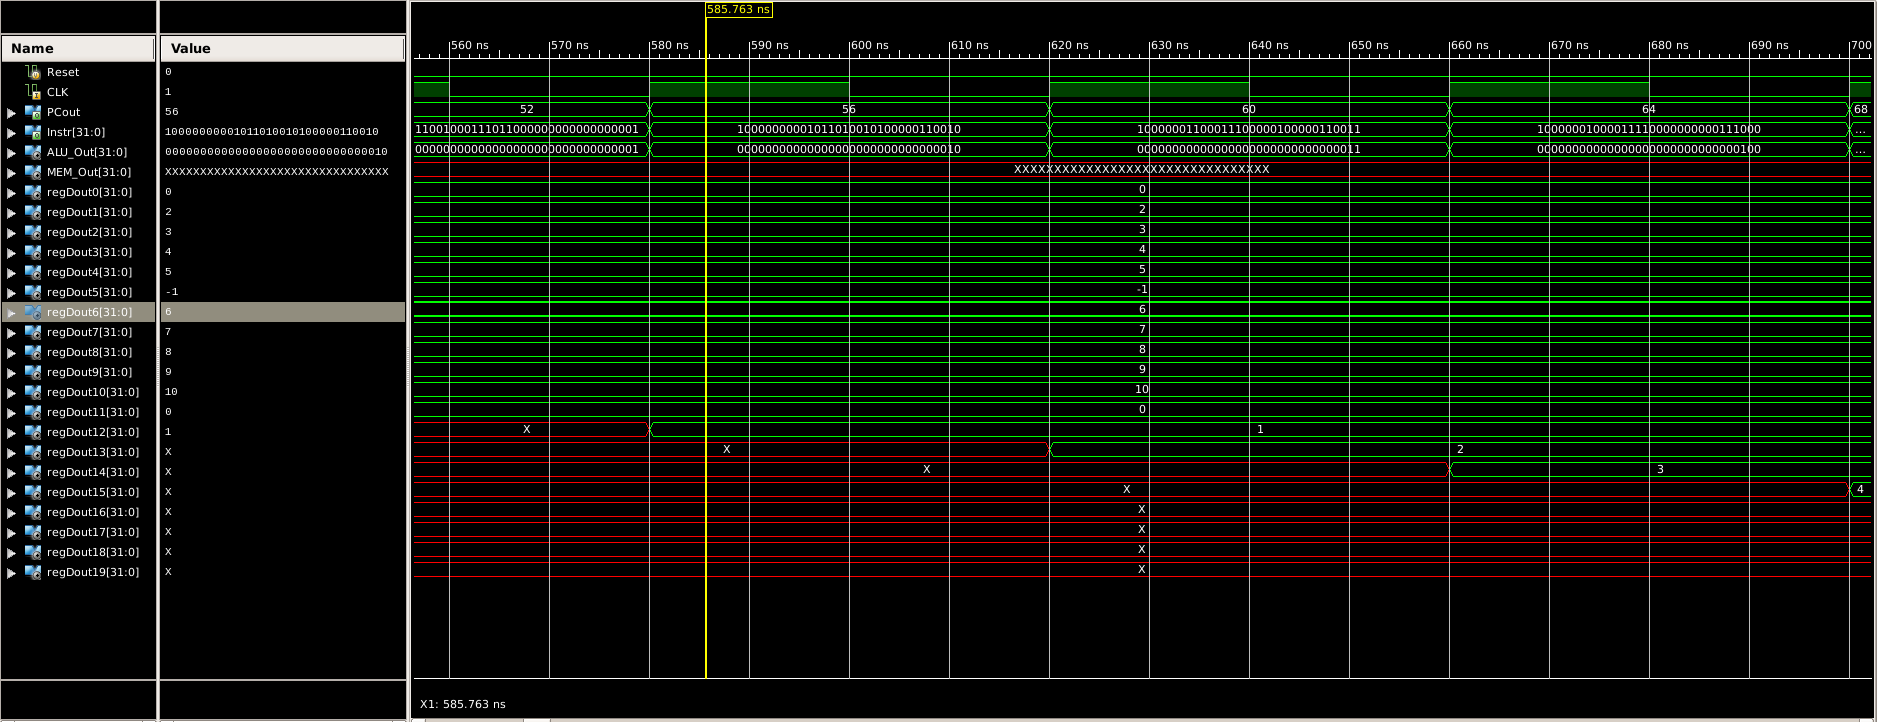 585.763 ns
Name Value 560 ns 570 ns 580 ns 590 ns 600 ns 610 ns 620 ns 630 ns 640 ns 650 ns 660 ns 670 ns 680 ns 690 ns 700
Reset 0
CLK 1
PCout 56 52 56 60 64 68
Instr[31:0] 10000000001011010010100000110010 11001000111011000000000000000001 10000000001011010010100000110010 10000001100011100000100000110011 10000001000011110000000000111000 ...
ALU_Out[31:0] 00000000000000000000000000000010 00000000000000000000000000000001 00000000000000000000000000000010 00000000000000000000000000000011 00000000000000000000000000000100 ...
MEM_Out[31:0] XXXXXXXXXXXXXXXXXXXXXXXXXXXXXXXX XXXXXXXXXXXXXXXXXXXXXXXXXXXXXXXX
regDout0[31:0] 0 0
regDout1[31:0] 2 2
regDout2[31:0] 3 3
regDout3[31:0] 4 4
regDout4[31:0] 5 5
regDout5[31:0] -1 -1
regDout6[31:0] 6 6
regDout7[31:0] 7 7
regDout8[31:0] 8 8
regDout9[31:0] 9 9
regDout10[31:0] 10 10
regDout11[31:0] 0 0
regDout12[31:0] 1 X 1
regDout13[31:0] X X 2
regDout14[31:0] X X 3
regDout15[31:0] X X 4
regDout16[31:0] X X
regDout17[31:0] X X
regDout18[31:0] X X
regDout19[31:0] X X
X1: 585.763 ns